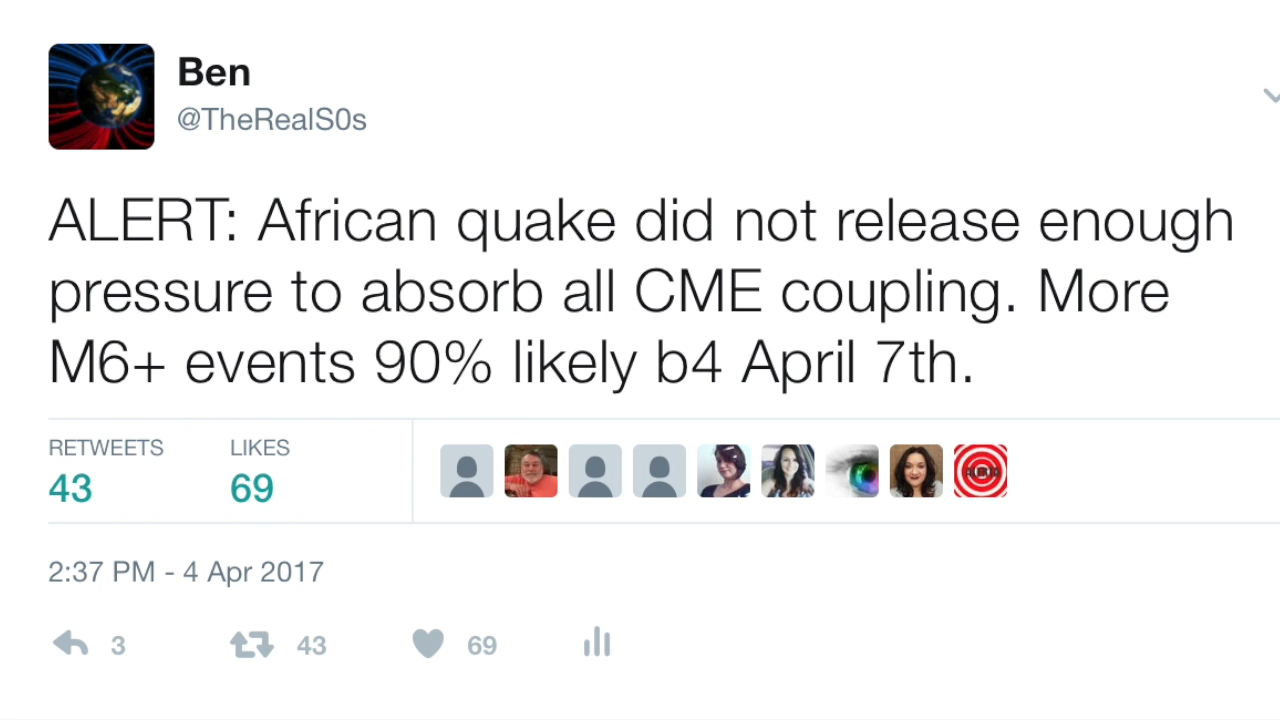 Ben
@TheRealS0s
ALERT: African quake did not release enough
pressure to absorb all CME coupling. More
M6+ events 90% likely b4 April 7th.
RETWEETS LIKES
43 69
2:37 PM - 4 Apr 2017
3 43 69